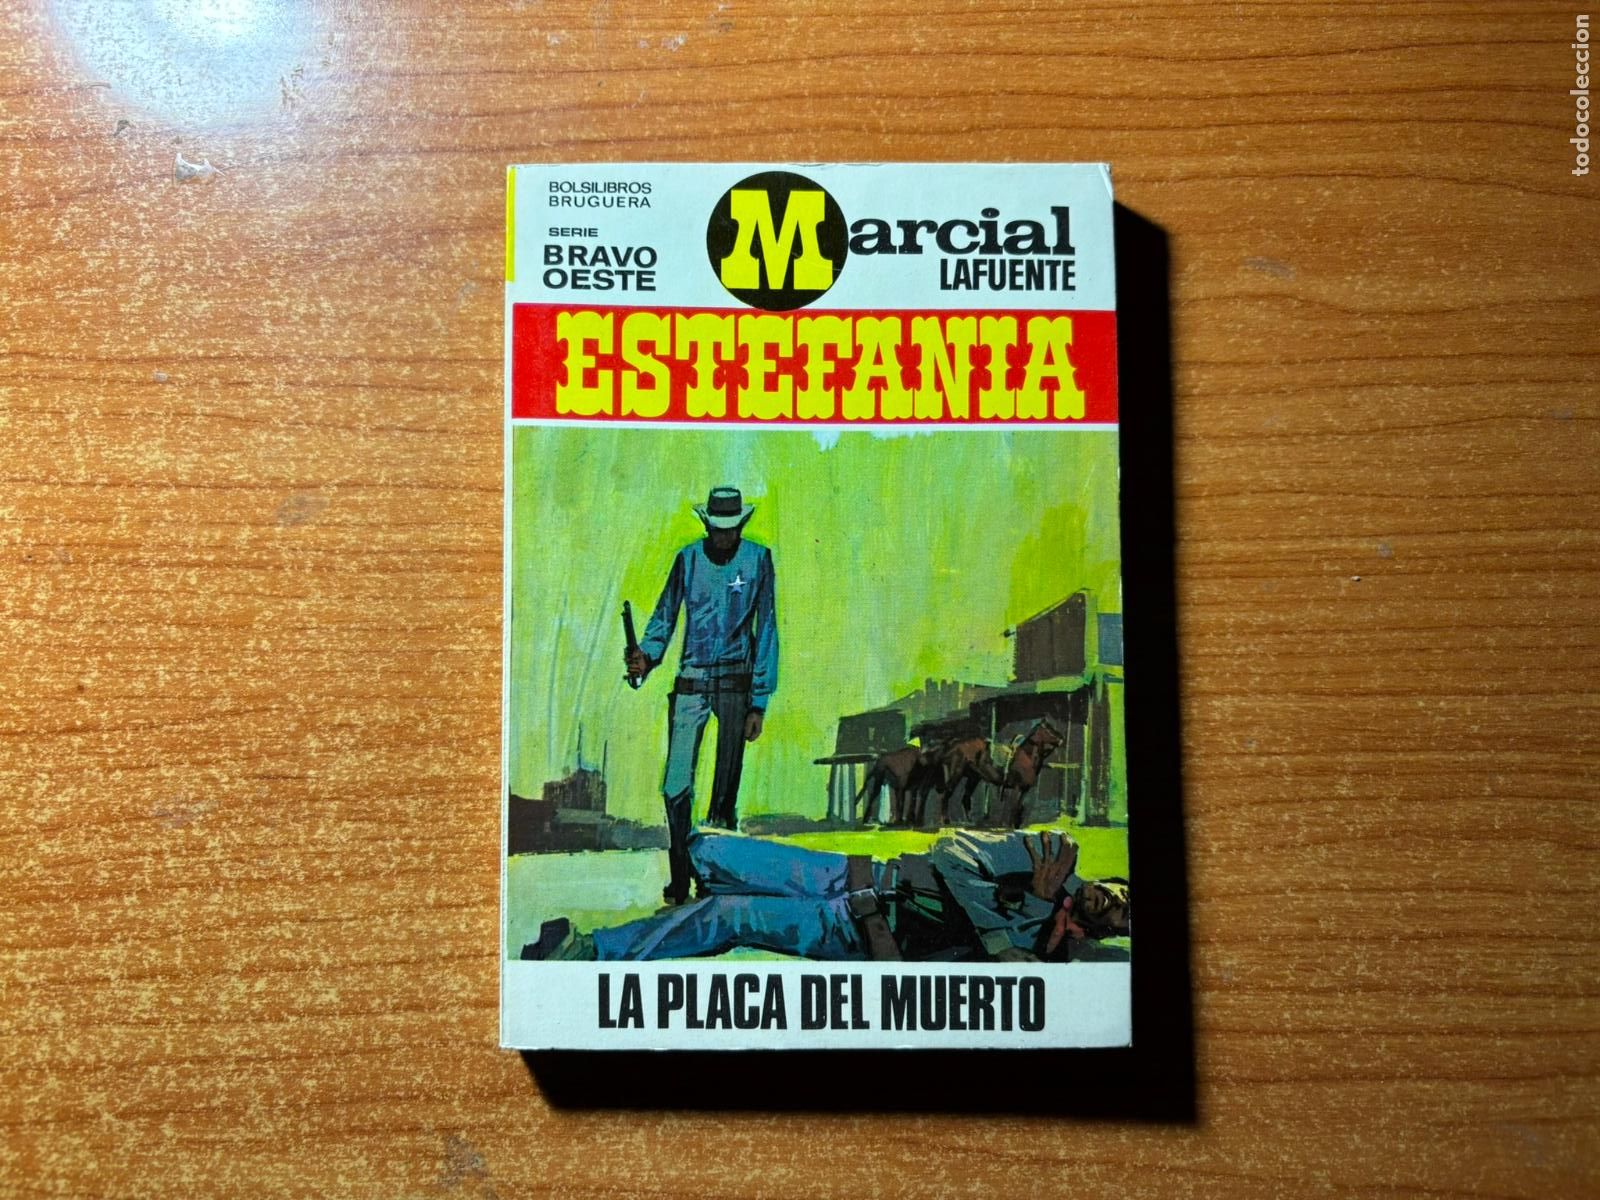 BOLSILIBROS
BRUGUERA
SERIE
BRAVO
OESTE
Marcial
LAFUENTE
ESTEFANIA
LA PLACA DEL MUERTO
todocoleccion